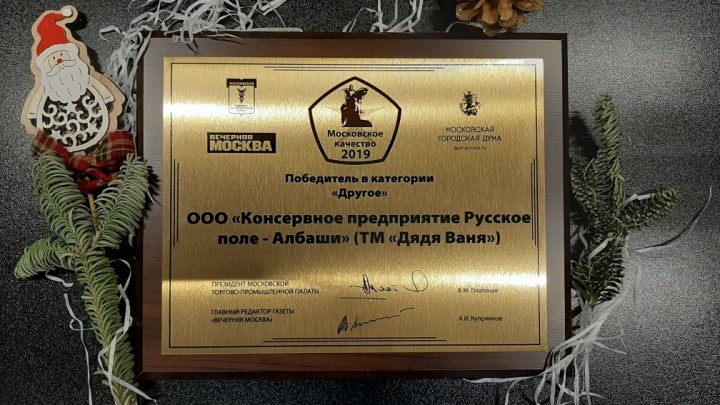 ВЕЧЕРНЯЯ
МОСКВА
Московское
качество
2019
МОСКОВСКАЯ
ГОРОДСКАЯ ДУМА
Победитель в категории
«Другое»
ООО «Консервное предприятие Русское
поле - Албаши» (ТМ «Дядя Ваня»)
ПРЕЗИДЕНТ МОСКОВСКОЙ
ТОРГОВО-ПРОМЫШЛЕННОЙ ПАЛАТЫ
В.М. Платонов
ГЛАВНЫЙ РЕДАКТОР ГАЗЕТЫ
«ВЕЧЕРНЯЯ МОСКВА»
А.И. Куприянов